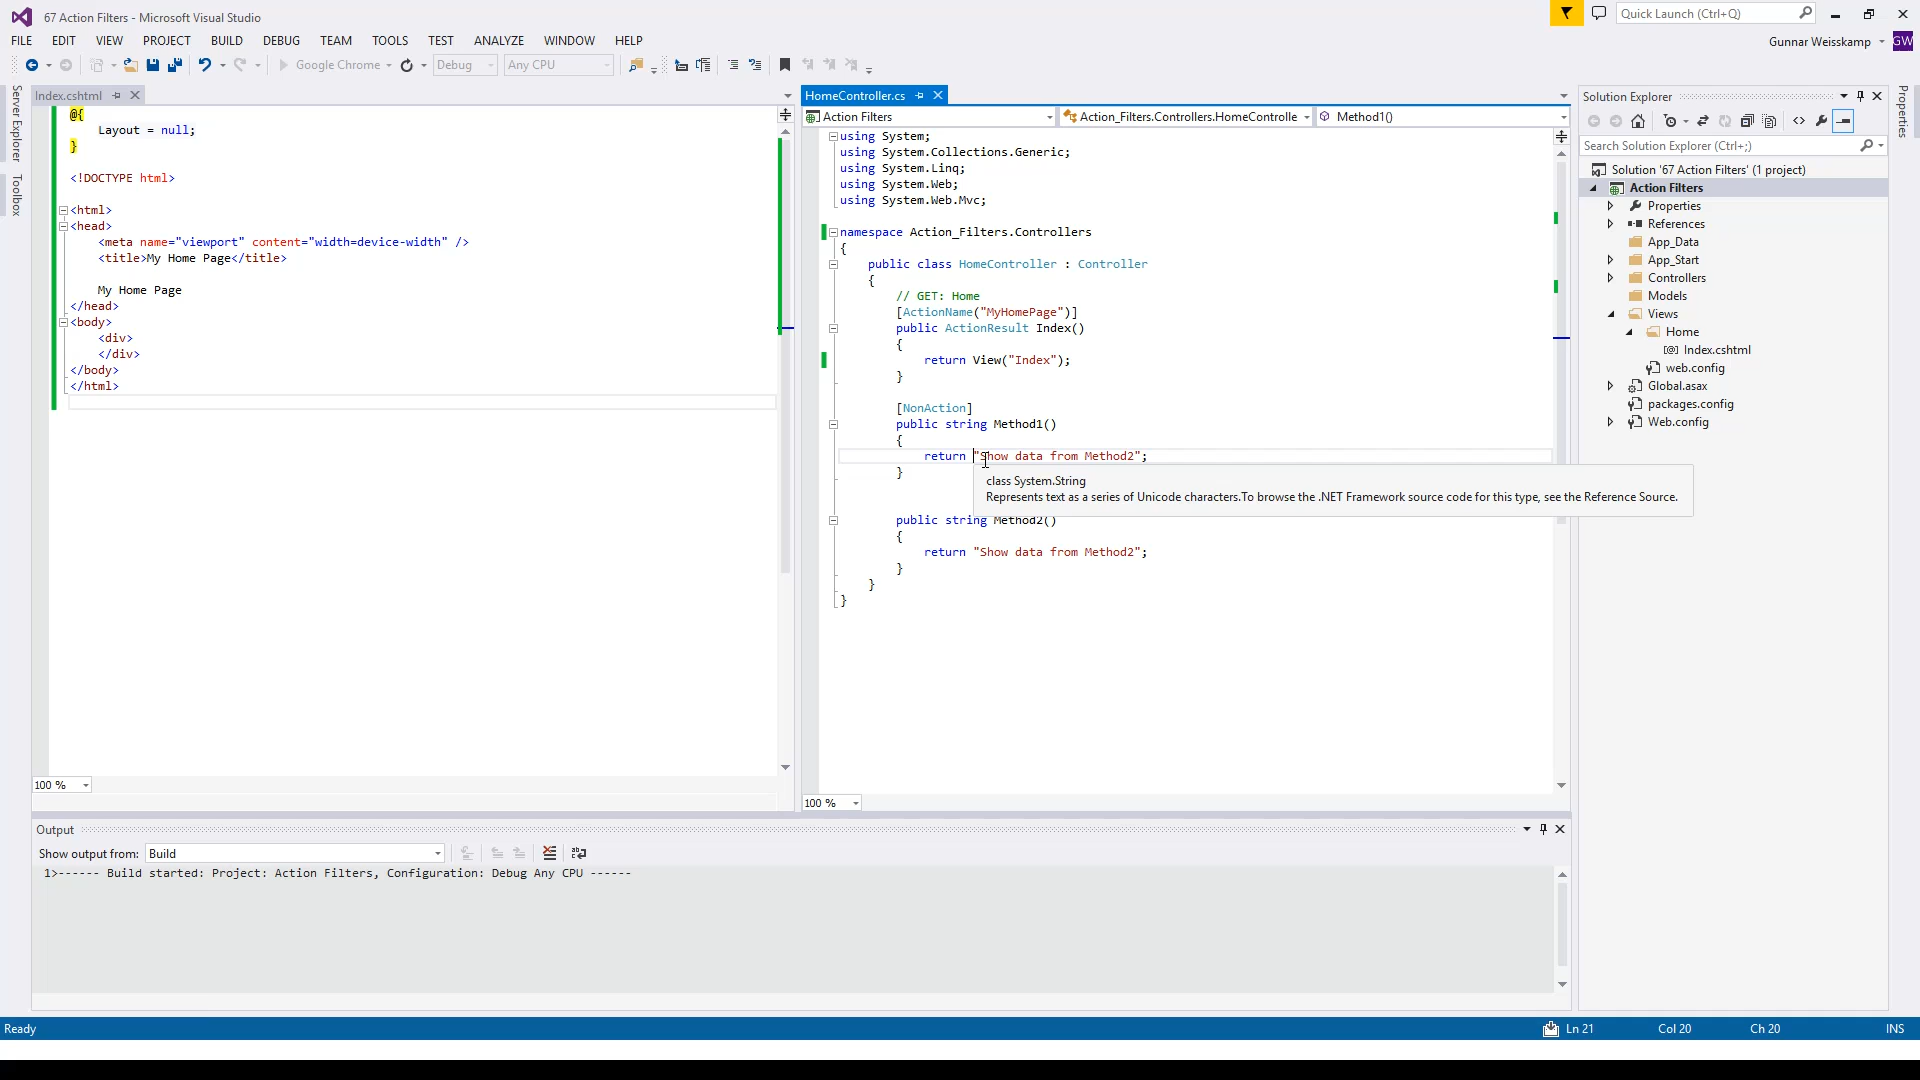 67 Action Filters - Microsoft Visual Studio
Quick Launch (Ctrl+Q)
FILE EDIT VIEW PROJECT BUILD DEBUG TEAM TOOLS TEST ANALYZE WINDOW HELP
Gunnar Weisskamp GW
Google Chrome Debug Any CPU
Server Explorer
Toolbox
Index.cshtml
@{
Layout = null;
}
<!DOCTYPE html>
<html>
<head>
<meta name="viewport" content="width=device-width" />
<title>My Home Page</title>
My Home Page
</head>
<body>
<div>
</div>
</body>
</html>
100 %
HomeController.cs
Action Filters Action_Filters.Controllers.HomeControlle Method1()
using System;
using System.Collections.Generic;
using System.Linq;
using System.Web;
using System.Web.Mvc;
namespace Action_Filters.Controllers
{
public class HomeController : Controller
{
// GET: Home
[ActionName("MyHomePage")]
public ActionResult Index()
{
return View("Index");
}
[NonAction]
public string Method1()
{
return "Show data from Method2";
}
class System.String
Represents text as a series of Unicode characters.To browse the .NET Framework source code for this type, see the Reference Source.
public string Method2()
{
return "Show data from Method2";
}
}
}
100 %
Solution Explorer
Search Solution Explorer (Ctrl+;)
Solution '67 Action Filters' (1 project)
Action Filters
Properties
References
App_Data
App_Start
Controllers
Models
Views
Home
[@] Index.cshtml
web.config
Global.asax
packages.config
Web.config
Properties
Output
Show output from: Build
1>------ Build started: Project: Action Filters, Configuration: Debug Any CPU ------
Ready
Ln 21 Col 20 Ch 20 INS